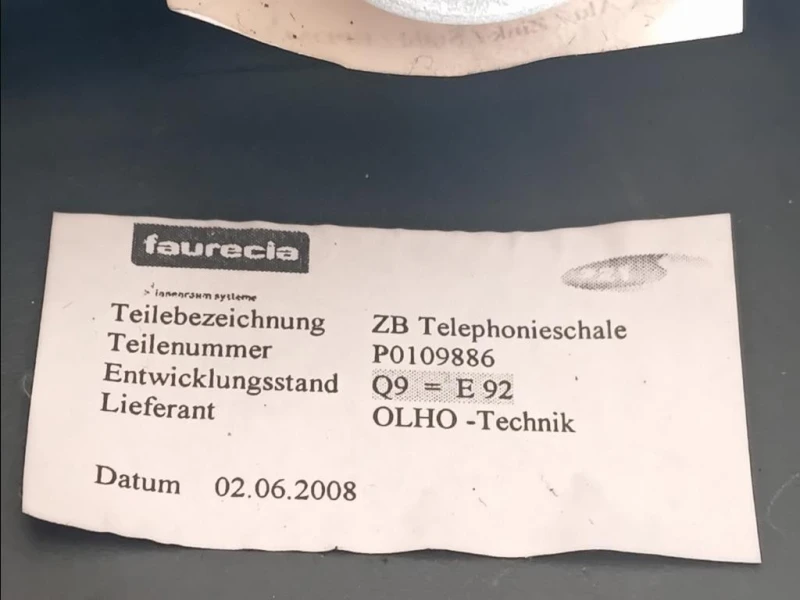 faurecia
innenraum systeme
Teilebezeichnung ZB Telephonieschale
Teilenummer P0109886
Entwicklungsstand Q9 = E 92
Lieferant OLHO -Technik
Datum 02.06.2008